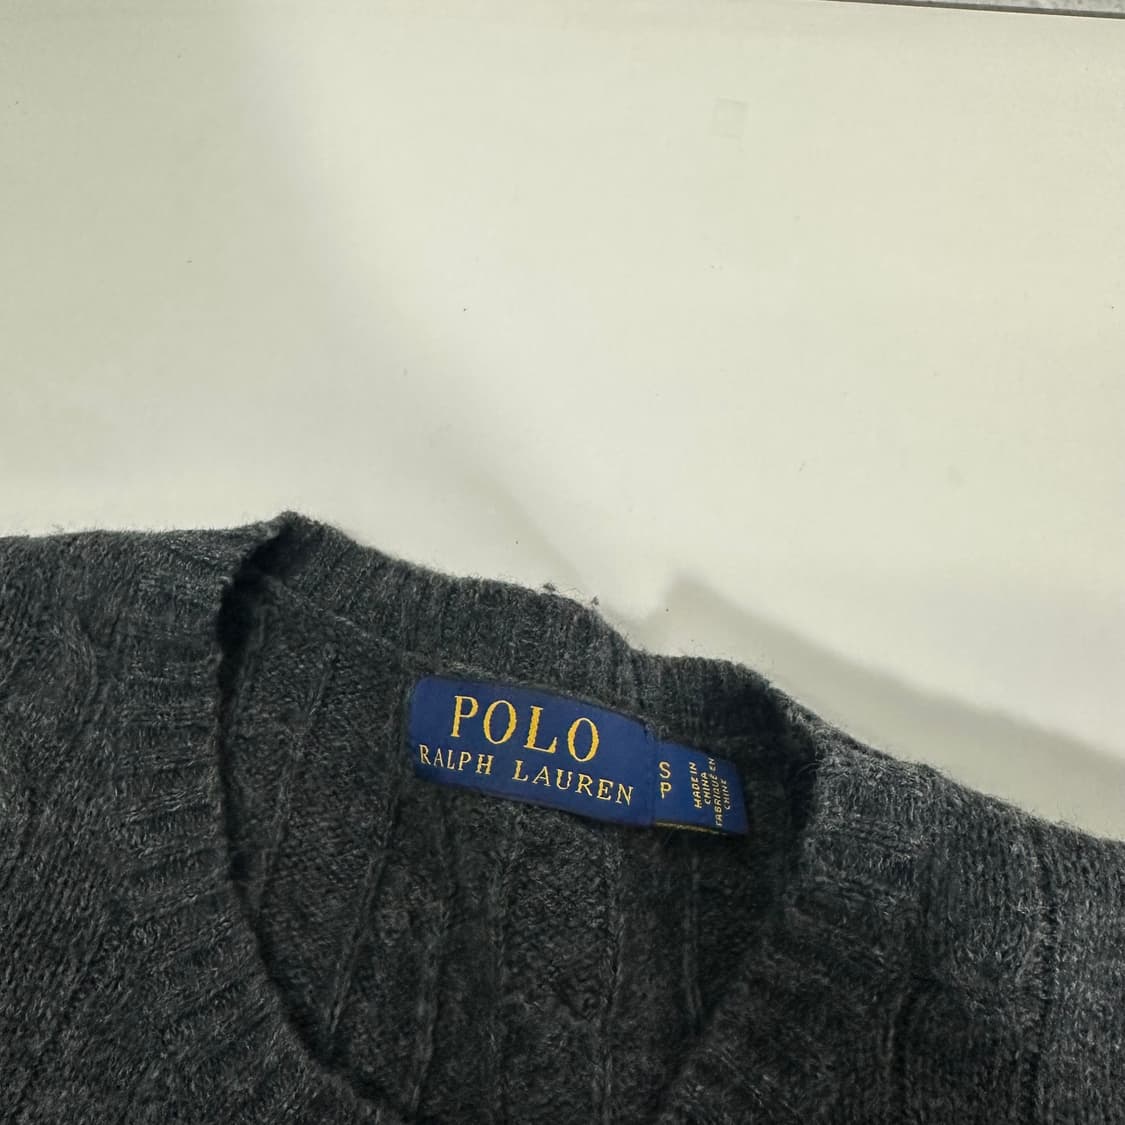 POLO
RALPH LAUREN
S
P
MADE IN
CHINA
FABRIQUÉ EN
CHINE